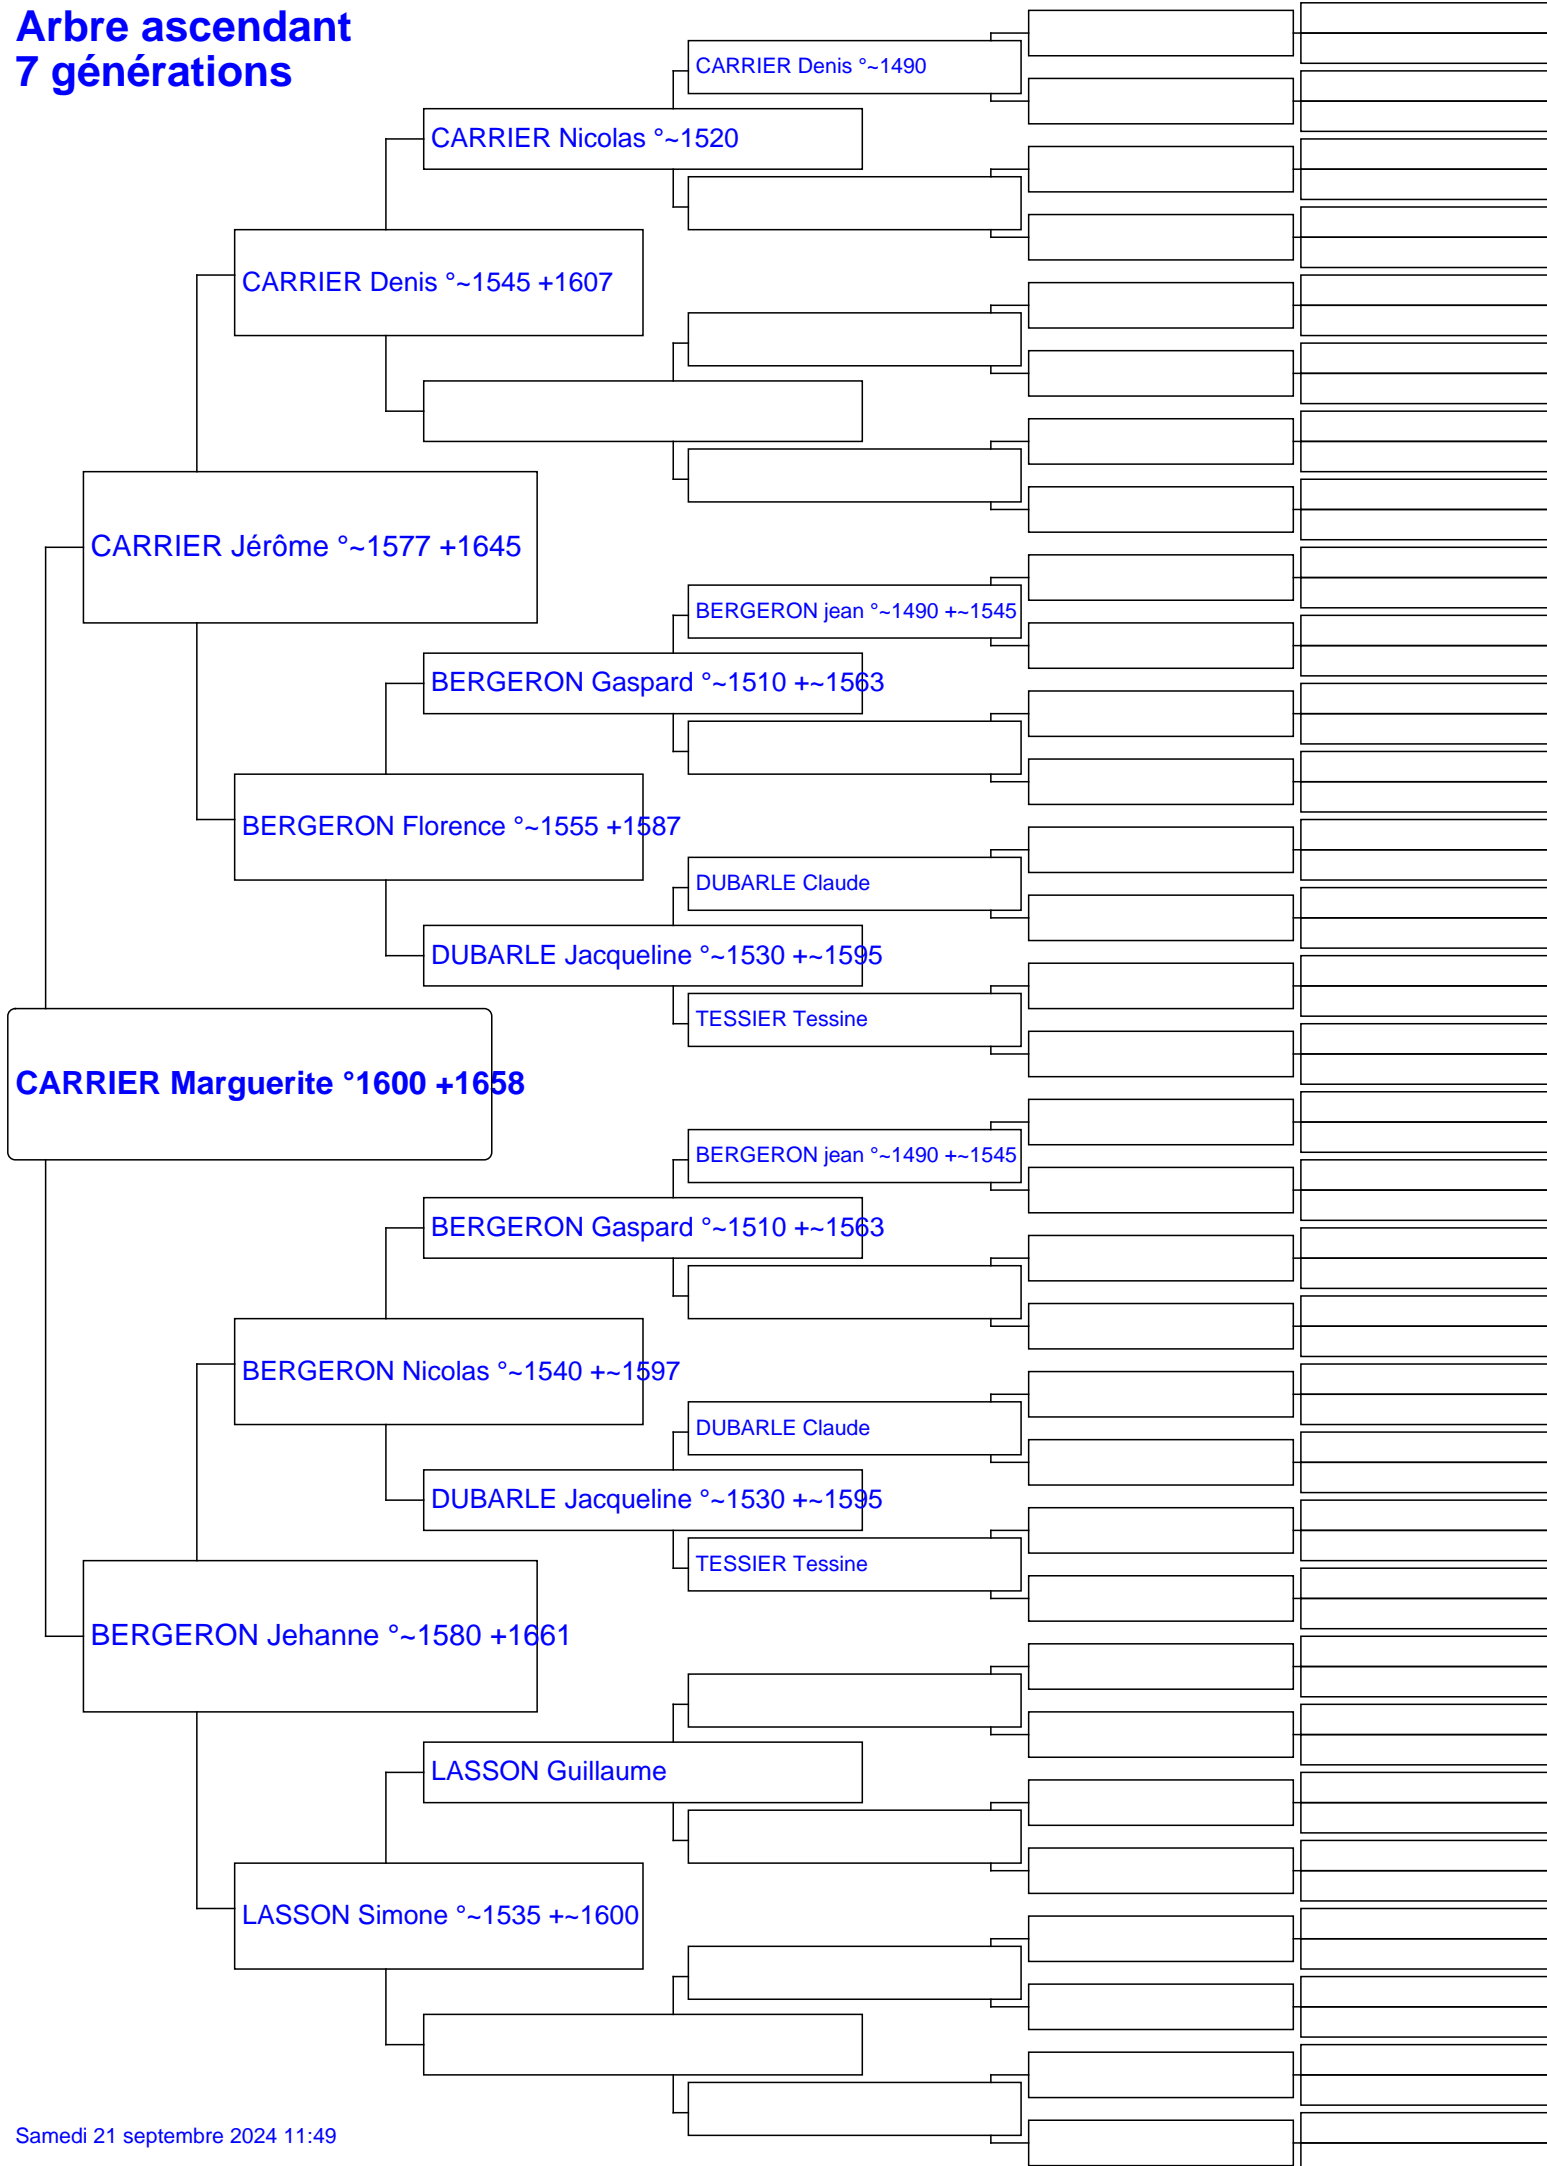 Arbre ascendant
7 générations
CARRIER Denis °~1490
CARRIER Nicolas °~1520
CARRIER Denis °~1545 +1607
CARRIER Jérôme °~1577 +1645
BERGERON jean °~1490 +~1545
BERGERON Gaspard °~1510 +~1563
BERGERON Florence °~1555 +1587
DUBARLE Claude
DUBARLE Jacqueline °~1530 +~1595
TESSIER Tessine
CARRIER Marguerite °1600 +1658
BERGERON jean °~1490 +~1545
BERGERON Gaspard °~1510 +~1563
BERGERON Nicolas °~1540 +~1597
DUBARLE Claude
DUBARLE Jacqueline °~1530 +~1595
TESSIER Tessine
BERGERON Jehanne °~1580 +1661
LASSON Guillaume
LASSON Simone °~1535 +~1600
Samedi 21 septembre 2024 11:49